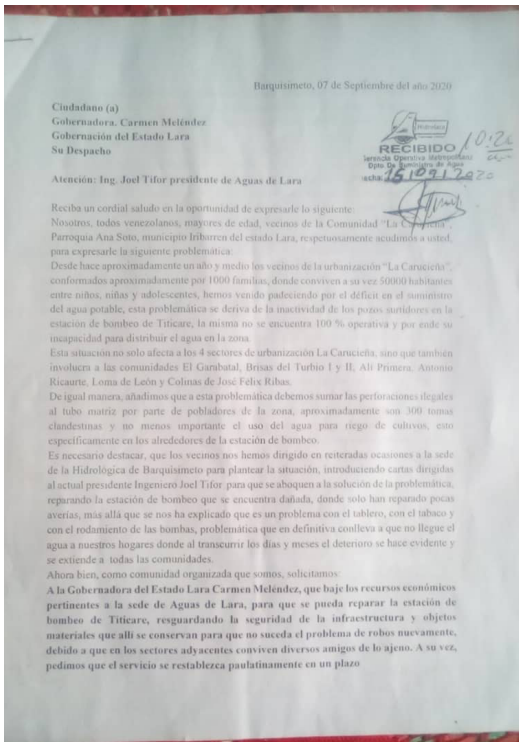 Barquisimeto, 07 de Septiembre del año 2020
Ciudadano (a)
Gobernadora. Carmen Meléndez
Gobernación del Estado Lara
Su Despacho
Hidrolara
RECIBIDO 10:20 am
Gerencia Operativa Metropolitana
Dpto De Suministro de Agua
Fecha: 15/09/2020
Atención: Ing. Joel Tifor presidente de Aguas de Lara
Reciba un cordial saludo en la oportunidad de expresarle lo siguiente:
Nosotros, todos venezolanos, mayores de edad, vecinos de la Comunidad "La Carucieña",
Parroquia Ana Soto, municipio Iribarren del estado Lara, respetuosamente acudimos a usted,
para expresarle la siguiente problemática:
Desde hace aproximadamente un año y medio los vecinos de la urbanización "La Carucieña",
conformados aproximadamente por 1000 familias, donde conviven a su vez 50000 habitantes
entre niños, niñas y adolescentes, hemos venido padeciendo por el déficit en el suministro
del agua potable, esta problemática se deriva de la inactividad de los pozos surtidores en la
estación de bombeo de Titicare, la misma no se encuentra 100 % operativa y por ende su
incapacidad para distribuir el agua en la zona.
Esta situación no solo afecta a los 4 sectores de urbanización La Carucieña, sino que también
involucra a las comunidades El Garabatal, Brisas del Turbio I y II, Alí Primera, Antonio
Ricaurte, Loma de León y Colinas de José Félix Ribas.
De igual manera, añadimos que a esta problemática debemos sumar las perforaciones ilegales
al tubo matriz por parte de pobladores de la zona, aproximadamente son 300 tomas
clandestinas y no menos importante el uso del agua para riego de cultivos, esto
específicamente en los alrededores de la estación de bombeo.
Es necesario destacar, que los vecinos nos hemos dirigido en reiteradas ocasiones a la sede
de la Hidrológica de Barquisimeto para plantear la situación, introduciendo cartas dirigidas
al actual presidente Ingeniero Joel Tifor para que se aboquen a la solución de la problemática,
reparando la estación de bombeo que se encuentra dañada, donde solo han reparado pocas
averías, más allá que se nos ha explicado que es un problema con el tablero, con el tabaco y
con el rodamiento de las bombas, problemática que en definitiva conlleva a que no llegue el
agua a nuestros hogares donde al transcurrir los días y meses el deterioro se hace evidente y
se extiende a todas las comunidades.
Ahora bien, como comunidad organizada que somos, solicitamos:
A la Gobernadora del Estado Lara Carmen Meléndez, que baje los recursos económicos
pertinentes a la sede de Aguas de Lara, para que se pueda reparar la estación de
bombeo de Titicare, resguardando la seguridad de la infraestructura y objetos
materiales que allí se conservan para que no suceda el problema de robos nuevamente,
debido a que en los sectores adyacentes conviven diversos amigos de lo ajeno. A su vez,
pedimos que el servicio se restablezca paulatinamente en un plazo